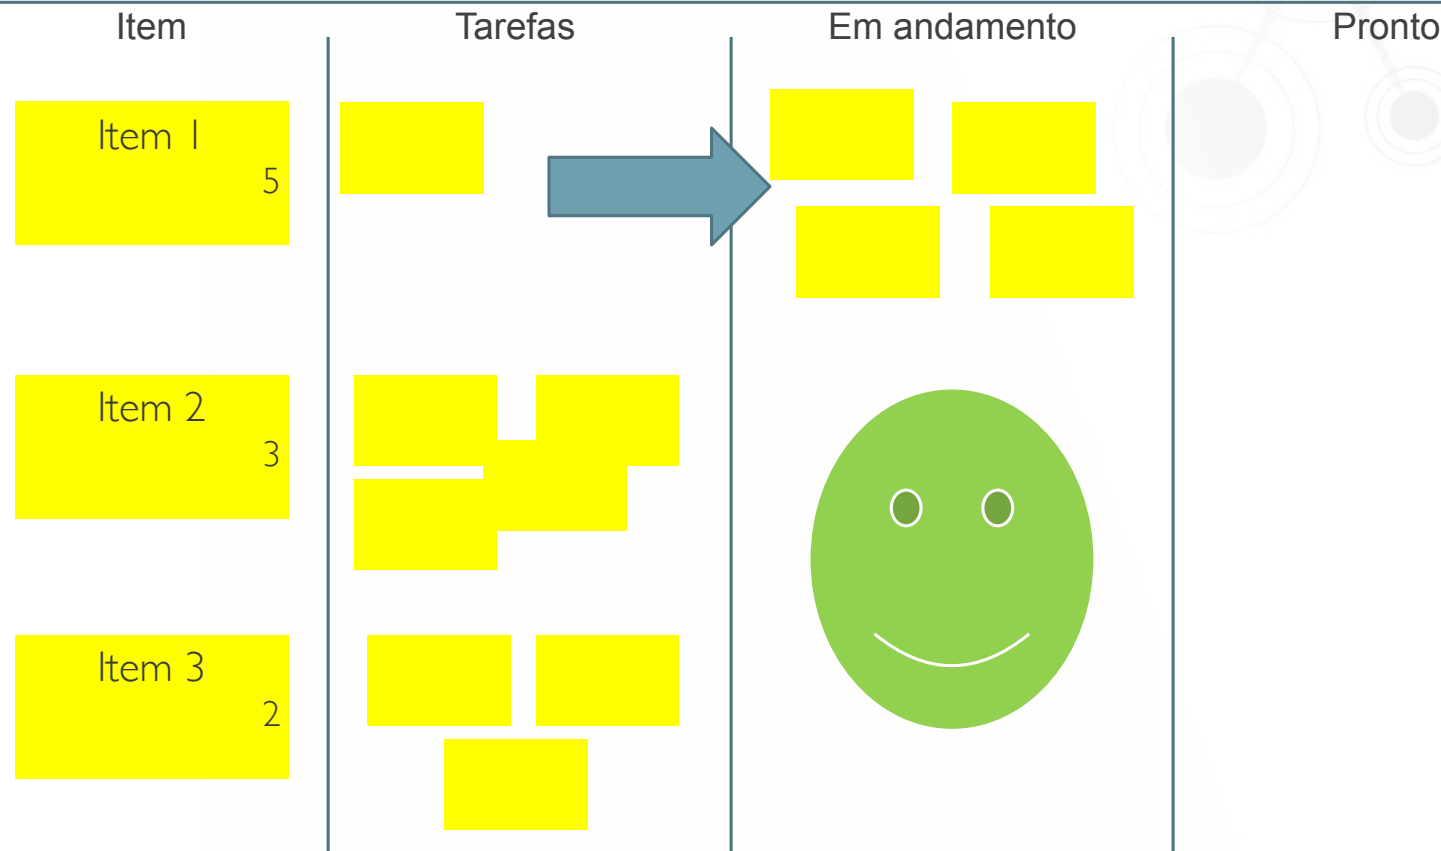 Item
Tarefas
Em andamento
Pronto
Item 1
5
Item 2
3
Item 3
2